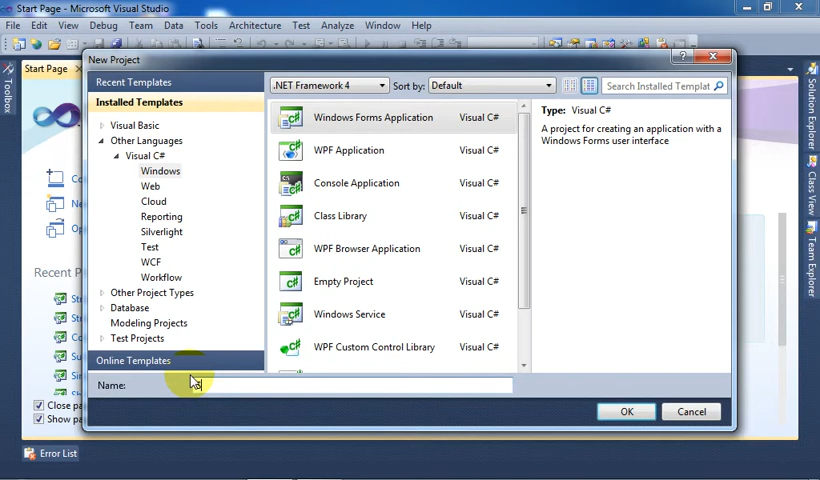 Start Page - Microsoft Visual Studio
File Edit View Debug Team Data Tools Architecture Test Analyze Window Help
Start Page
New Project
Recent Templates
Installed Templates
Visual Basic
Other Languages
Visual C#
Windows
Web
Cloud
Reporting
Silverlight
Test
WCF
Workflow
Other Project Types
Database
Modeling Projects
Test Projects
Online Templates
.NET Framework 4
Sort by: Default
Search Installed Templat
Windows Forms Application Visual C#
WPF Application Visual C#
Console Application Visual C#
Class Library Visual C#
WPF Browser Application Visual C#
Empty Project Visual C#
Windows Service Visual C#
WPF Custom Control Library Visual C#
Type: Visual C#
A project for creating an application with a
Windows Forms user interface
Name:
OK Cancel
Toolbox
Solution Explorer
Class View
Team Explorer
Recent P
Close pa
Show pa
Error List